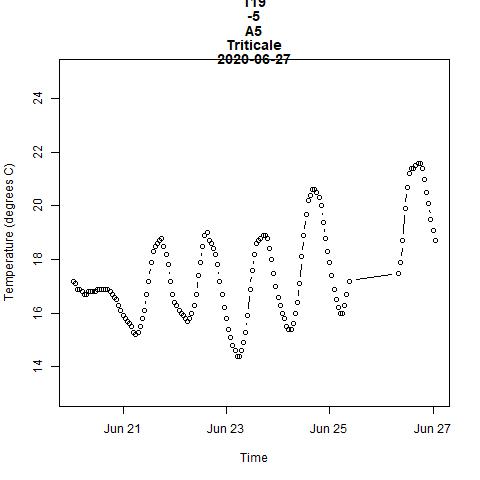 T19
-5
A5
Triticale
2020-06-27
24
22
20
18
16
14
Temperature (degrees C)
Jun 21
Jun 23
Jun 25
Jun 27
Time